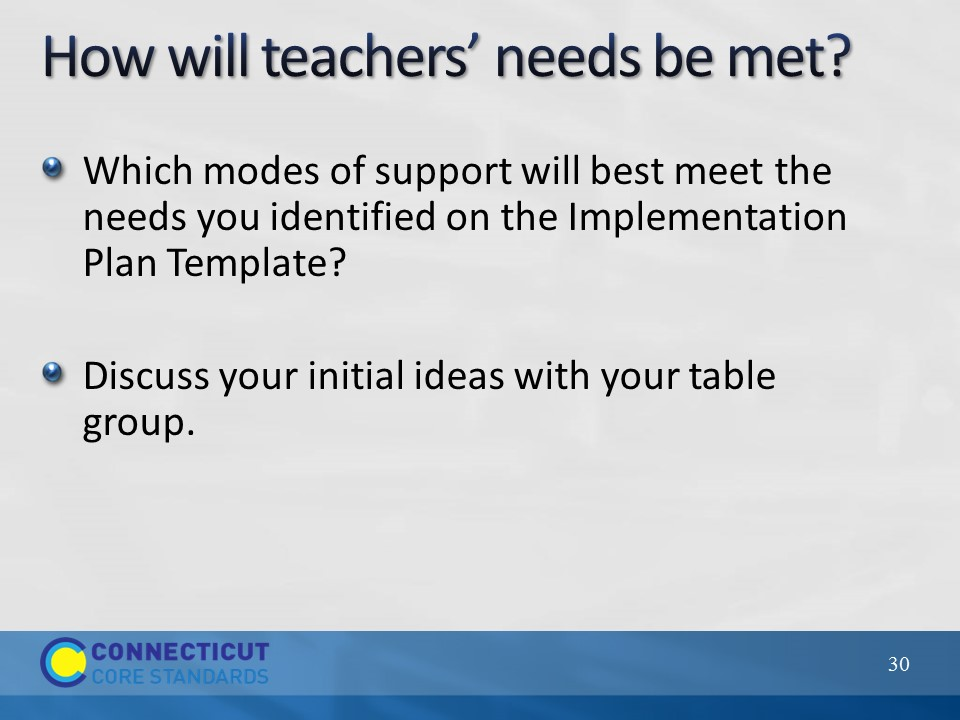 How will teachers’ needs be met?
Which modes of support will best meet the
needs you identified on the Implementation
Plan Template?
Discuss your initial ideas with your table
group.
CONNECTICUT
CORE STANDARDS
30